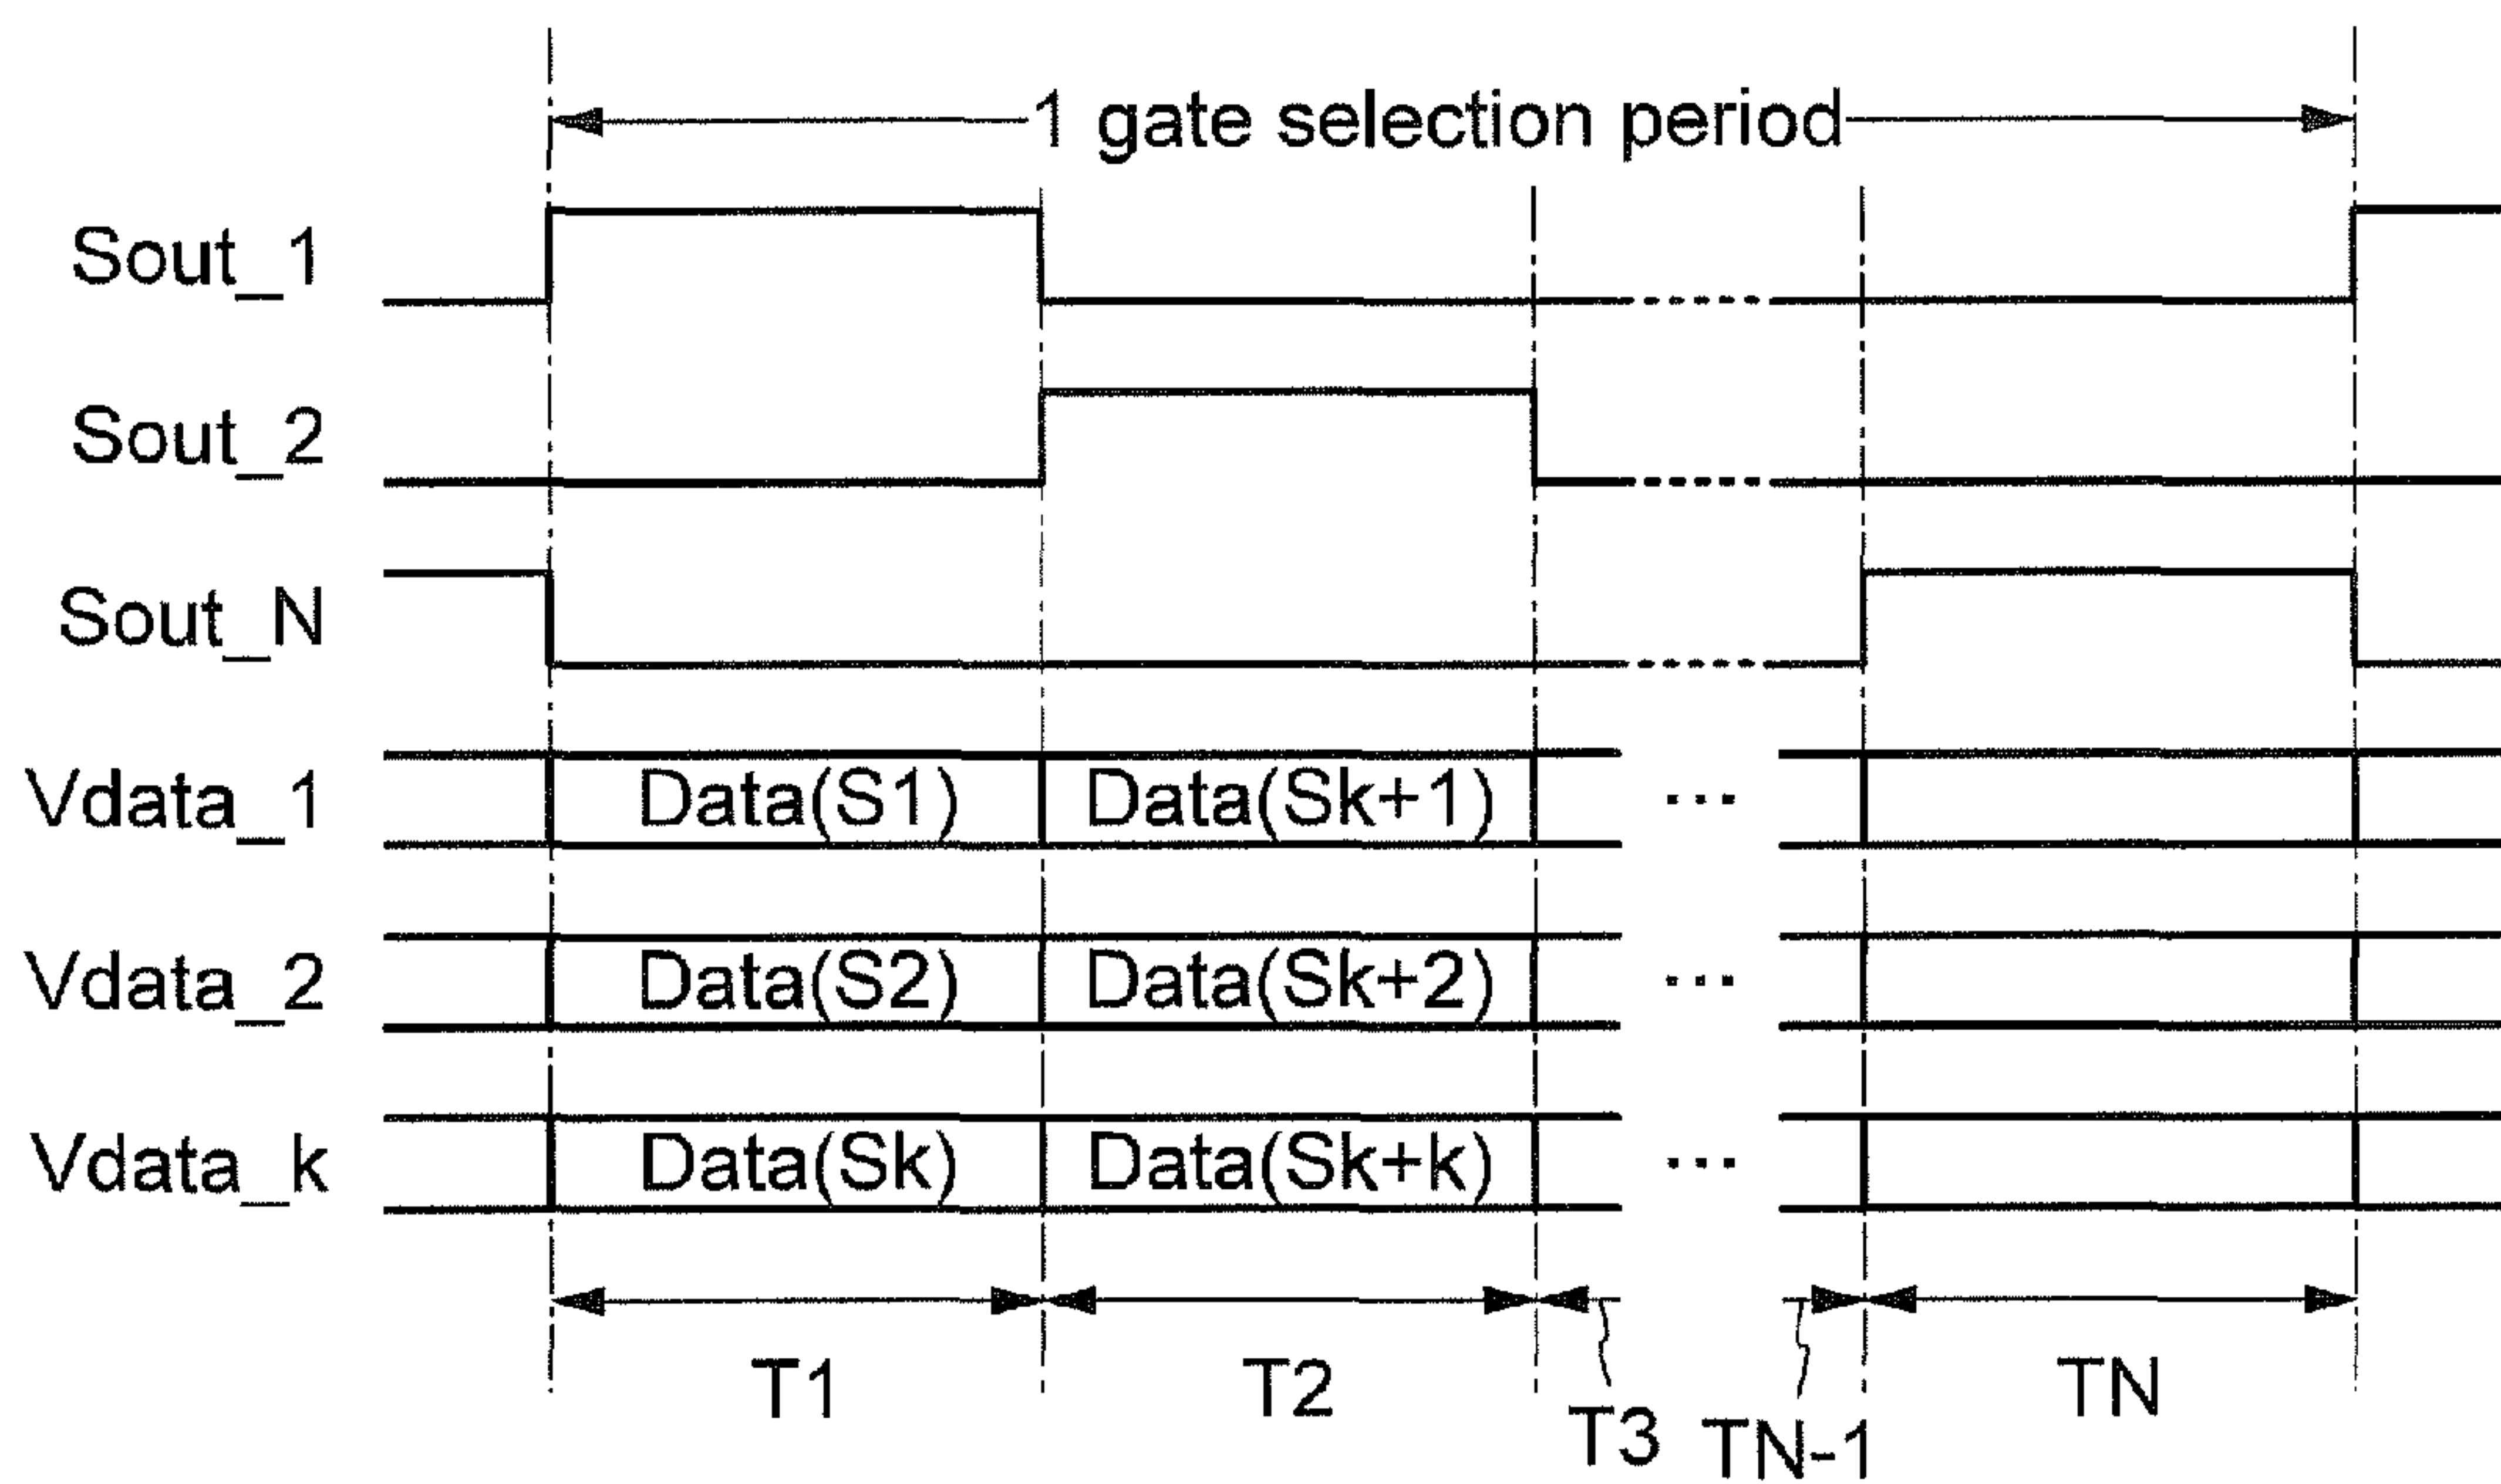 1 gate selection period
Sout_1
Sout_2
Sout_N
Vdata_1 Data(S1) Data(Sk+1) ...
Vdata_2 Data(S2) Data(Sk+2) ...
Vdata_k Data(Sk) Data(Sk+k) ...
T1 T2 T3 TN-1 TN